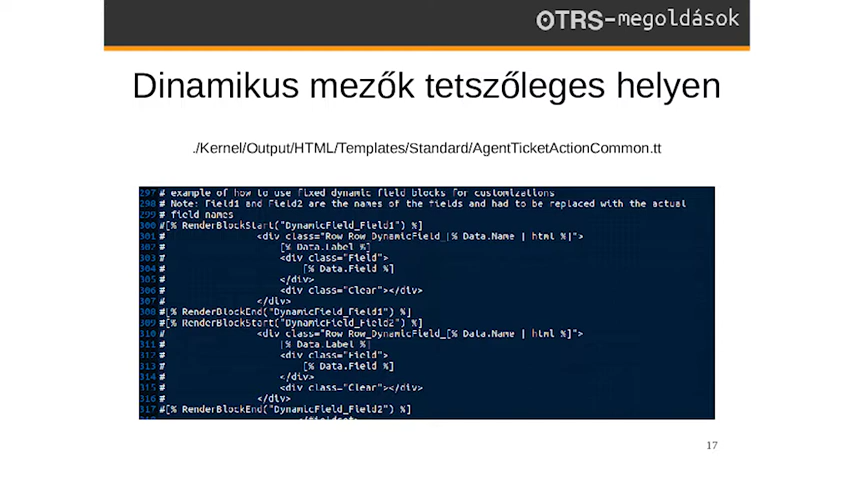 OTRS-megoldások
Dinamikus mezők tetszőleges helyen
./Kernel/Output/HTML/Templates/Standard/AgentTicketActionCommon.tt
297 # example of how to use fixed dynamic field blocks for customizations
298 # Note: Field1 and Field2 are the names of the fields and had to be replaced with the actual
299 # field names
300 #[% RenderBlockStart("DynamicField_Field1") %]
301 # <div class="Row Row_DynamicField_[% Data.Name | html %]">
302 # [% Data.Label %]
303 # <div class="Field">
304 # [% Data.Field %]
305 # </div>
306 # <div class="Clear"></div>
307 # </div>
308 #[% RenderBlockEnd("DynamicField_Field1") %]
309 #[% RenderBlockStart("DynamicField_Field2") %]
310 # <div class="Row Row_DynamicField_[% Data.Name | html %]">
311 # [% Data.Label %]
312 # <div class="Field">
313 # [% Data.Field %]
314 # </div>
315 # <div class="Clear"></div>
316 # </div>
317 #[% RenderBlockEnd("DynamicField_Field2") %]
17